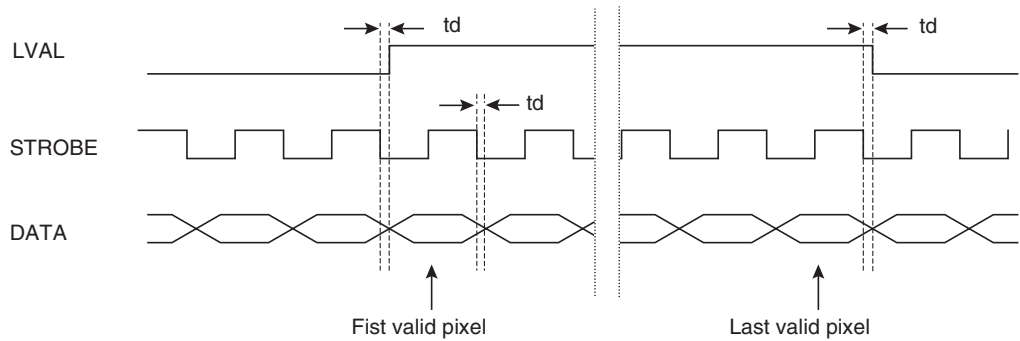 td
td
LVAL
td
STROBE
DATA
Fist valid pixel
Last valid pixel